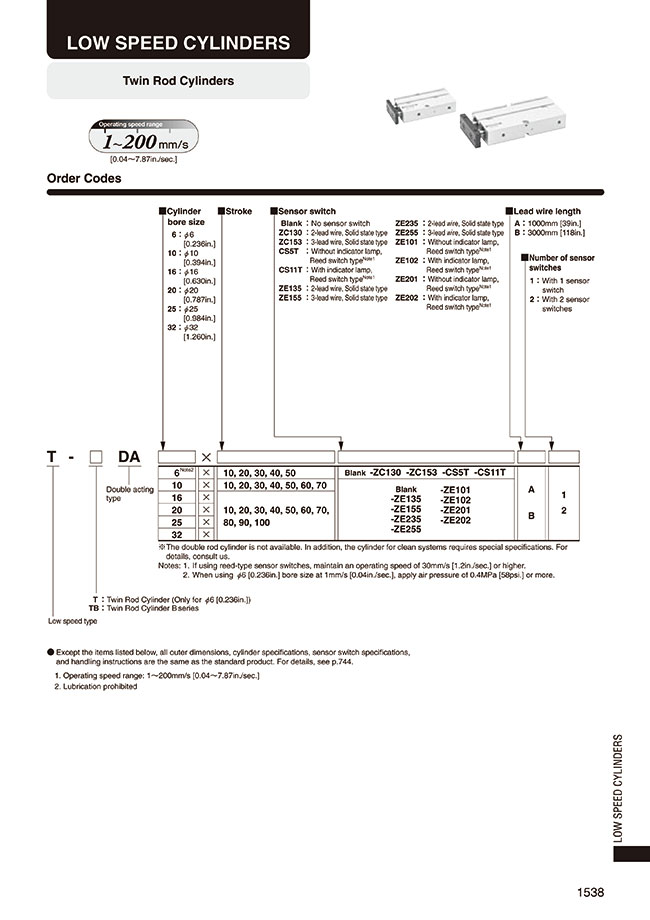 LOW SPEED CYLINDERS
Twin Rod Cylinders
Operating speed range
1~200 mm/s
[0.04~7.87in./sec.]
Order Codes
■Cylinder
bore size
6 : φ6
[0.236in.]
10 : φ10
[0.394in.]
16 : φ16
[0.630in.]
20 : φ20
[0.787in.]
25 : φ25
[0.984in.]
32 : φ32
[1.260in.]
■Stroke
■Sensor switch
Blank : No sensor switch
ZC130 : 2-lead wire, Solid state type
ZC153 : 3-lead wire, Solid state type
CS5T : Without indicator lamp,
Reed switch type Note1
CS11T : With indicator lamp,
Reed switch type Note1
ZE135 : 2-lead wire, Solid state type
ZE155 : 3-lead wire, Solid state type
ZE235 : 2-lead wire, Solid state type
ZE255 : 3-lead wire, Solid state type
ZE101 : Without indicator lamp,
Reed switch type Note1
ZE102 : With indicator lamp,
Reed switch type Note1
ZE201 : Without indicator lamp,
Reed switch type Note1
ZE202 : With indicator lamp,
Reed switch type Note1
■Lead wire length
A : 1000mm [39in.]
B : 3000mm [118in.]
■Number of sensor
switches
1 : With 1 sensor
switch
2 : With 2 sensor
switches
T - □ DA ×
6 Note2 × 10, 20, 30, 40, 50 Blank -ZC130 -ZC153 -CS5T -CS11T
10 × 10, 20, 30, 40, 50, 60, 70
16 ×
20 × 10, 20, 30, 40, 50, 60, 70,
25 × 80, 90, 100
32 ×
Blank
-ZE135
-ZE155
-ZE235
-ZE255
-ZE101
-ZE102
-ZE201
-ZE202
A
B
1
2
Double acting
type
※The double rod cylinder is not available. In addition, the cylinder for clean systems requires special specifications. For
details, consult us.
Notes: 1. If using reed-type sensor switches, maintain an operating speed of 30mm/s [1.2in./sec.] or higher.
2. When using φ6 [0.236in.] bore size at 1mm/s [0.04in./sec.], apply air pressure of 0.4MPa [58psi.] or more.
T : Twin Rod Cylinder (Only for φ6 [0.236in.])
TB : Twin Rod Cylinder B series
Low speed type
● Except the items listed below, all outer dimensions, cylinder specifications, sensor switch specifications,
and handling instructions are the same as the standard product. For details, see p.744.
1. Operating speed range: 1~200mm/s [0.04~7.87in./sec.]
2. Lubrication prohibited
LOW SPEED CYLINDERS
1538